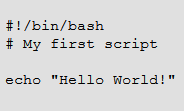 #!/bin/bash
# My first script

echo "Hello World!"